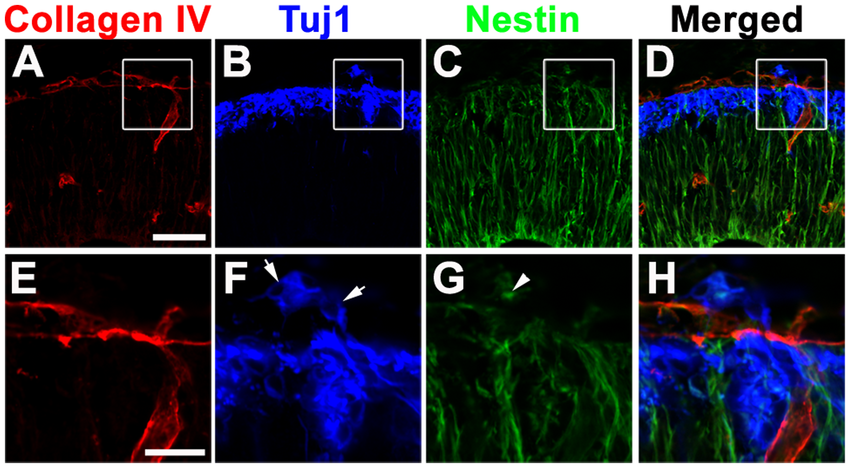 Collagen IV Tuj1 Nestin Merged
A B C D
E F G H